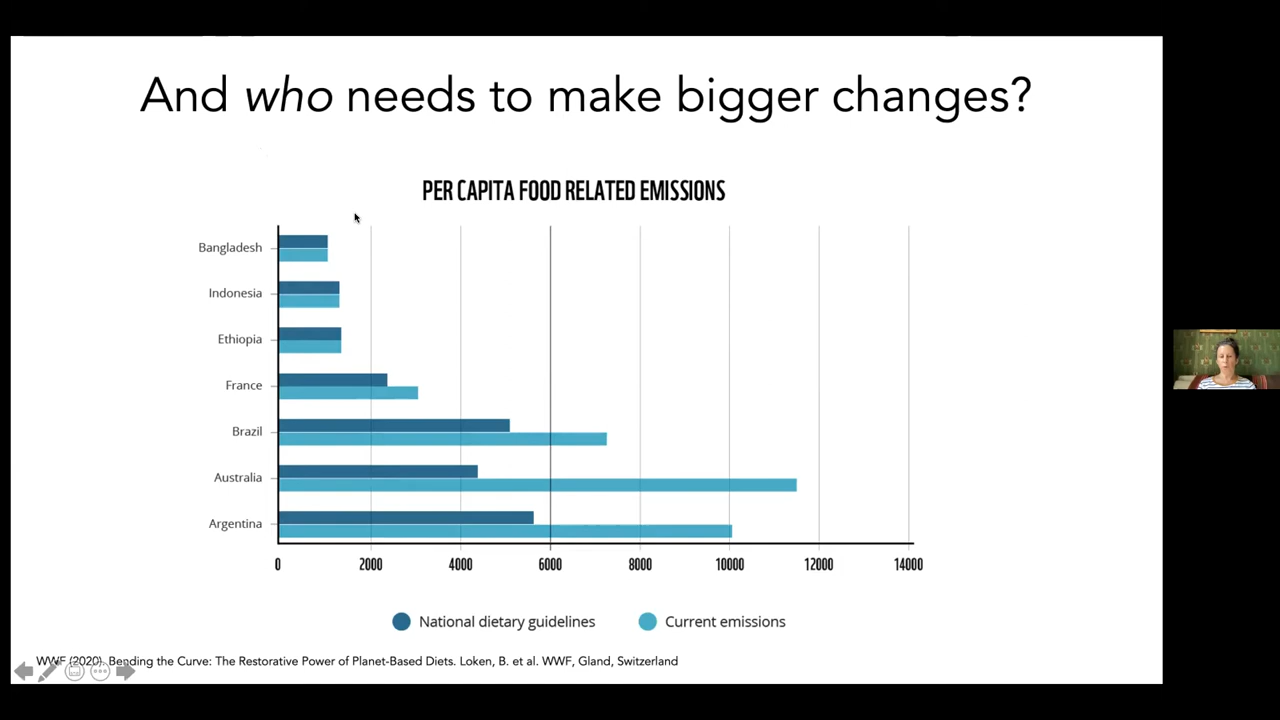 And who needs to make bigger changes?
PER CAPITA FOOD RELATED EMISSIONS
Bangladesh
Indonesia
Ethiopia
France
Brazil
Australia
Argentina
0 2000 4000 6000 8000 10000 12000 14000
National dietary guidelines Current emissions
WWF (2020). Bending the Curve: The Restorative Power of Planet-Based Diets. Loken, B. et al. WWF, Gland, Switzerland